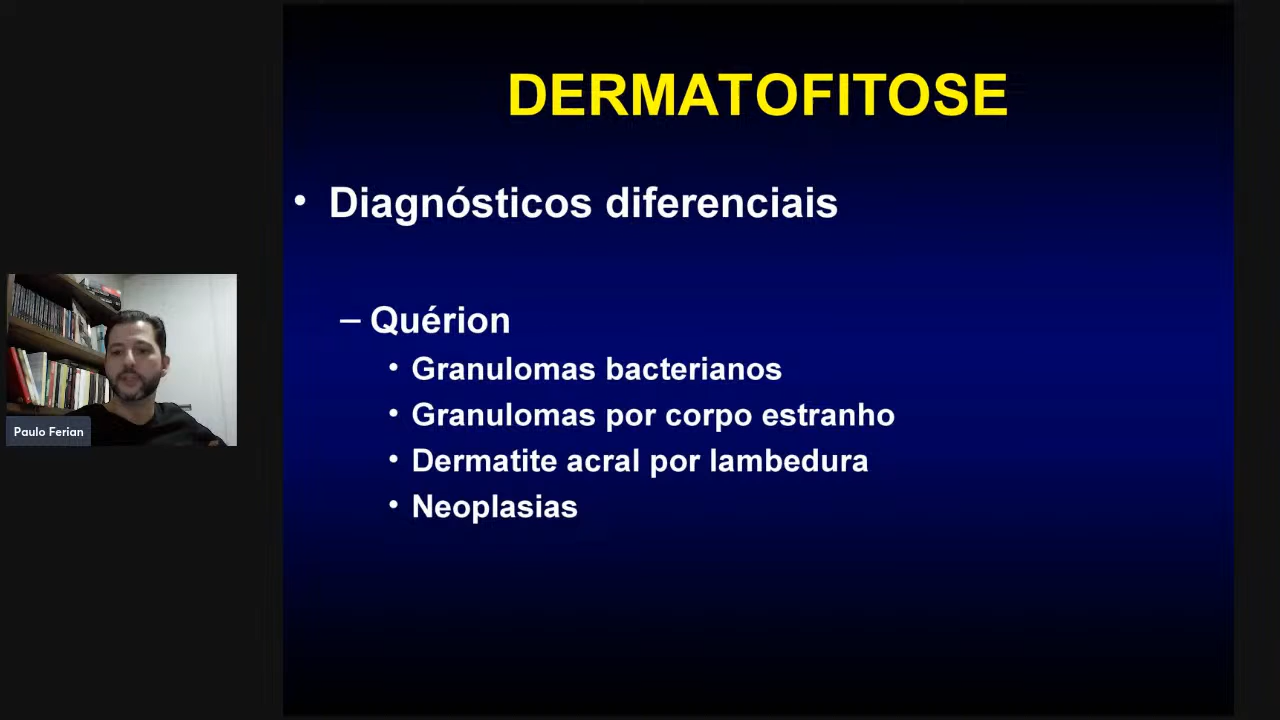 DERMATOFITOSE
• Diagnósticos diferenciais
– Quérion
• Granulomas bacterianos
• Granulomas por corpo estranho
• Dermatite acral por lambedura
• Neoplasias
Paulo Ferian